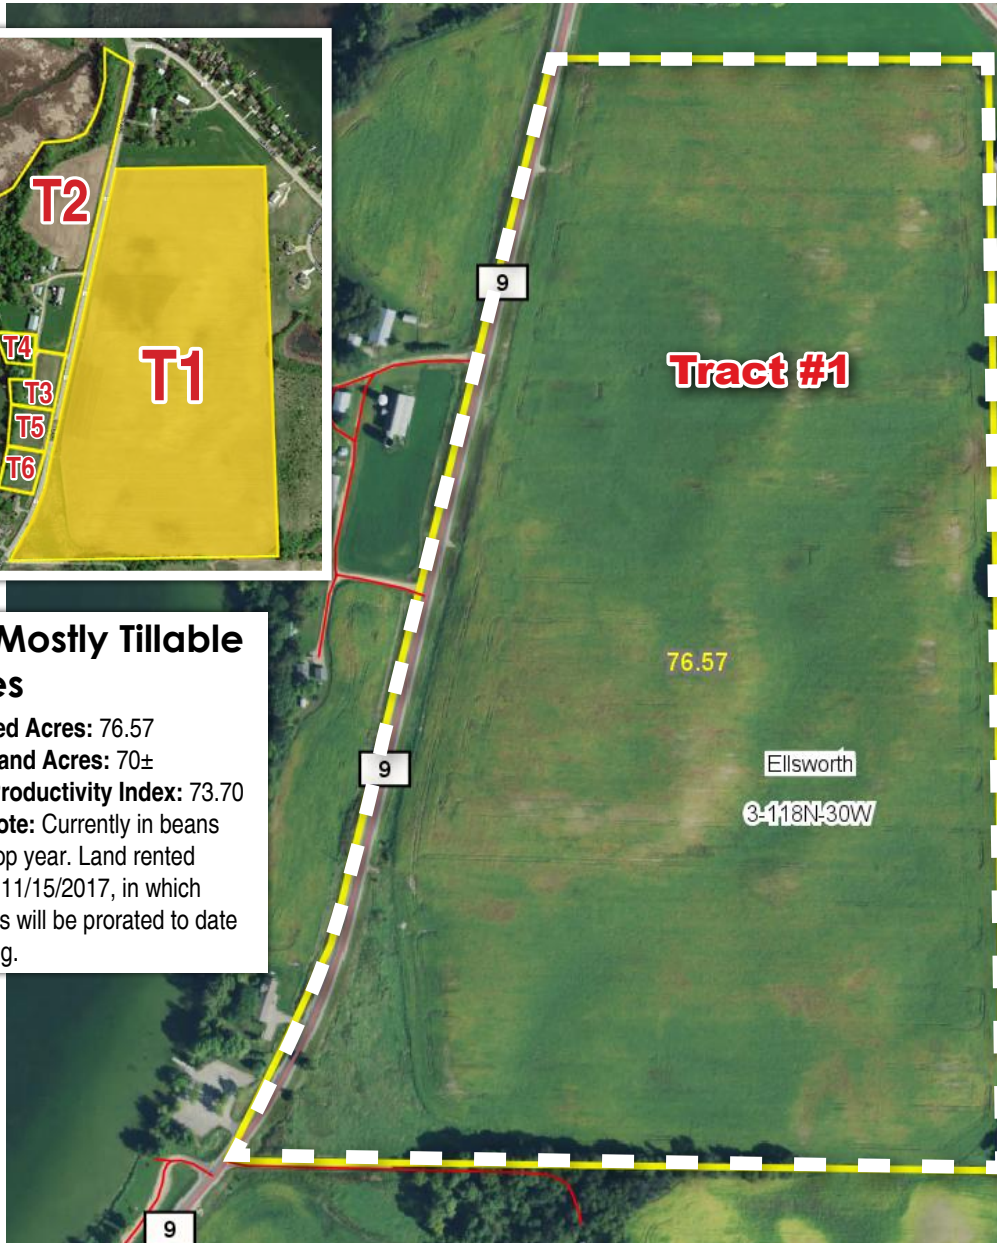 T2
T1
T4
T3
T5
T6
9
Tract #1
76.57
Ellsworth
3-118N-30W
9
9
Mostly Tillable
es
ed Acres: 76.57
and Acres: 70±
roductivity Index: 73.70
ote: Currently in beans
op year. Land rented
11/15/2017, in which
s will be prorated to date
g.